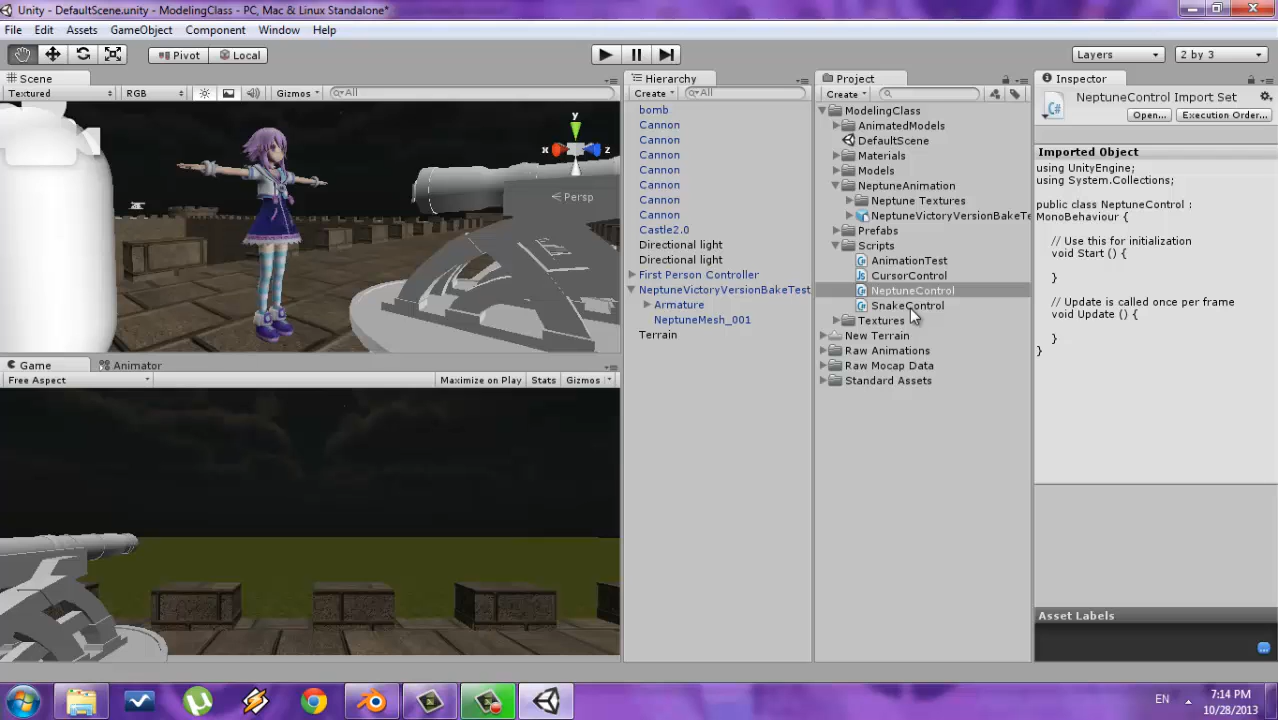 Unity - DefaultScene.unity - ModelingClass - PC, Mac & Linux Standalone*
File Edit Assets GameObject Component Window Help
Pivot Local Layers 2 by 3
Scene
Textured RGB Gizmos All
y
x z
Persp
Game Animator
Free Aspect Maximize on Play Stats Gizmos
Hierarchy
Create All
bomb
Cannon
Cannon
Cannon
Cannon
Cannon
Cannon
Cannon
Castle2.0
Directional light
Directional light
First Person Controller
NeptuneVictoryVersionBakeTest
Armature
NeptuneMesh_001
Terrain
Project
Create
ModelingClass
AnimatedModels
DefaultScene
Materials
Models
NeptuneAnimation
Neptune Textures
NeptuneVictoryVersionBakeTe
Prefabs
Scripts
AnimationTest
CursorControl
NeptuneControl
SnakeControl
Textures
New Terrain
Raw Animations
Raw Mocap Data
Standard Assets
Inspector
NeptuneControl Import Set
Open... Execution Order...
Imported Object
using UnityEngine;
using System.Collections;
public class NeptuneControl :
MonoBehaviour {
// Use this for initialization
void Start () {
}
// Update is called once per frame
void Update () {
}
}
Asset Labels
EN 7:14 PM
10/28/2013